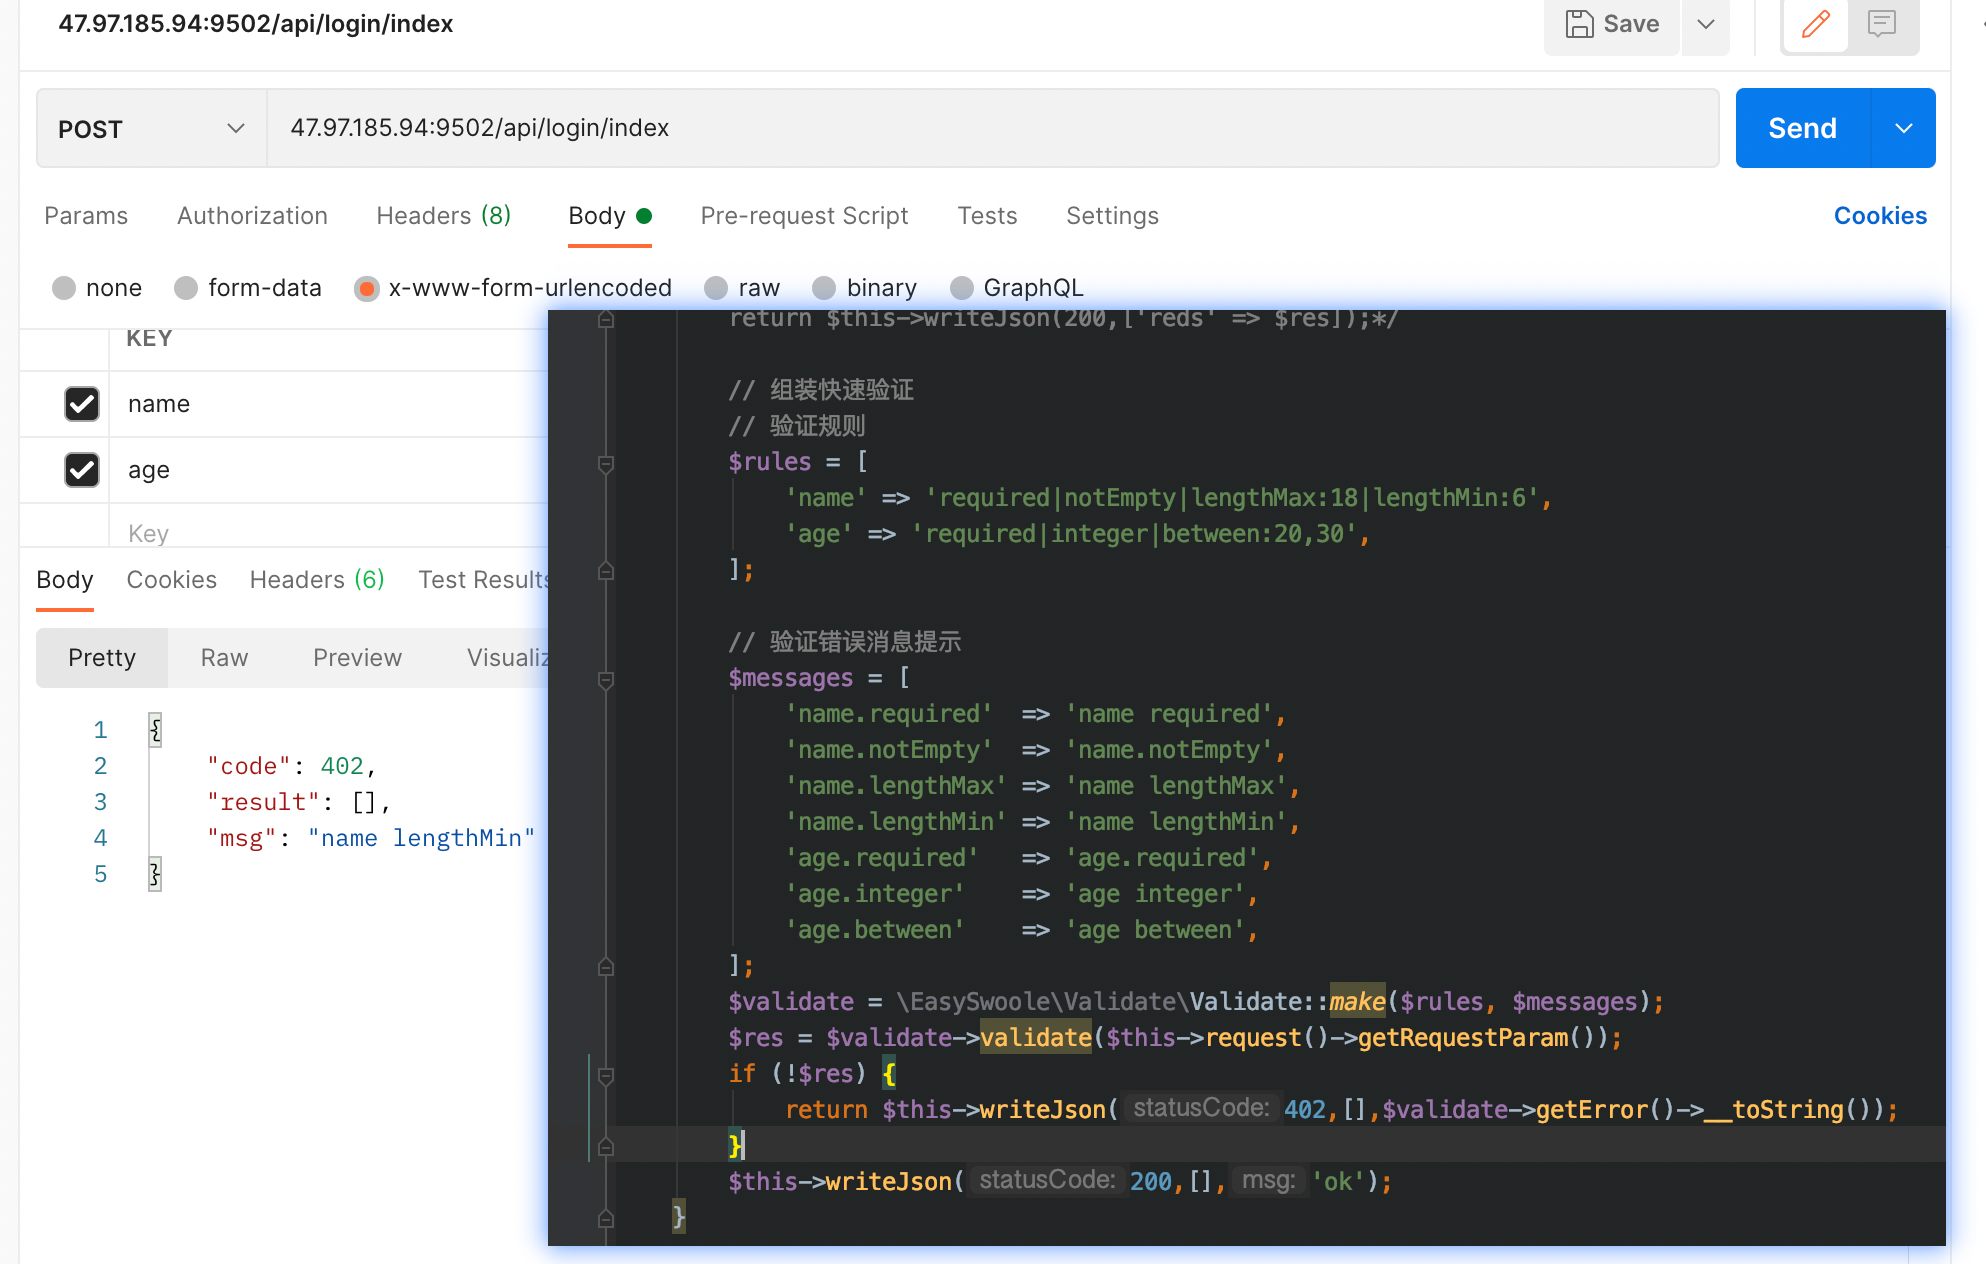 47.97.185.94:9502/api/login/index
Save
POST
47.97.185.94:9502/api/login/index
Send
Params Authorization Headers (8) Body Pre-request Script Tests Settings Cookies
none form-data x-www-form-urlencoded raw binary GraphQL
KEY
name
age
Key
Body Cookies Headers (6) Test Results
Pretty Raw Preview Visualiz
1 {
2 "code": 402,
3 "result": [],
4 "msg": "name lengthMin"
5 }
return $this->writeJson(200,['reds' => $res]);*/
// 组装快速验证
// 验证规则
$rules = [
'name' => 'required|notEmpty|lengthMax:18|lengthMin:6',
'age' => 'required|integer|between:20,30',
];
// 验证错误消息提示
$messages = [
'name.required' => 'name required',
'name.notEmpty' => 'name.notEmpty',
'name.lengthMax' => 'name lengthMax',
'name.lengthMin' => 'name lengthMin',
'age.required' => 'age.required',
'age.integer' => 'age integer',
'age.between' => 'age between',
];
$validate = \EasySwoole\Validate\Validate::make($rules, $messages);
$res = $validate->validate($this->request()->getRequestParam());
if (!$res) {
return $this->writeJson( statusCode: 402,[],$validate->getError()->__toString());
}
$this->writeJson( statusCode: 200,[], msg: 'ok');
}